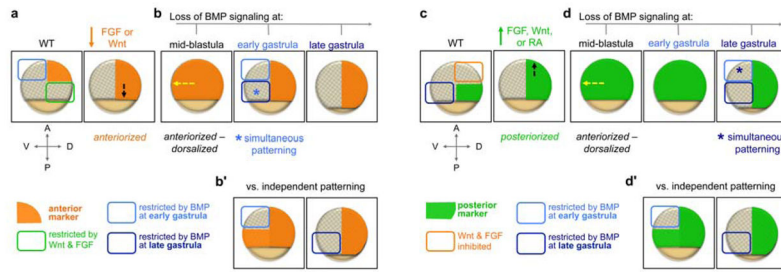 a
WT
FGF or
Wnt
anteriorized
A
V
D
P
b
Loss of BMP signaling at:
mid-blastula
early gastrula
late gastrula
*
anteriorized –
dorsalized
* simultaneous
patterning
c
WT
FGF, Wnt,
or RA
posteriorized
A
V
D
P
d
Loss of BMP signaling at:
mid-blastula
early gastrula
late gastrula
*
anteriorized –
dorsalized
* simultaneous
patterning
anterior
marker
restricted by
Wnt & FGF
restricted by BMP
at early gastrula
restricted by BMP
at late gastrula
b'
vs. independent patterning
posterior
marker
Wnt & FGF
inhibited
restricted by BMP
at early gastrula
restricted by BMP
at late gastrula
d'
vs. independent patterning